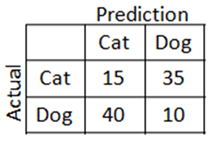 Prediction
Cat Dog
Actual
Cat 15 35
Dog 40 10